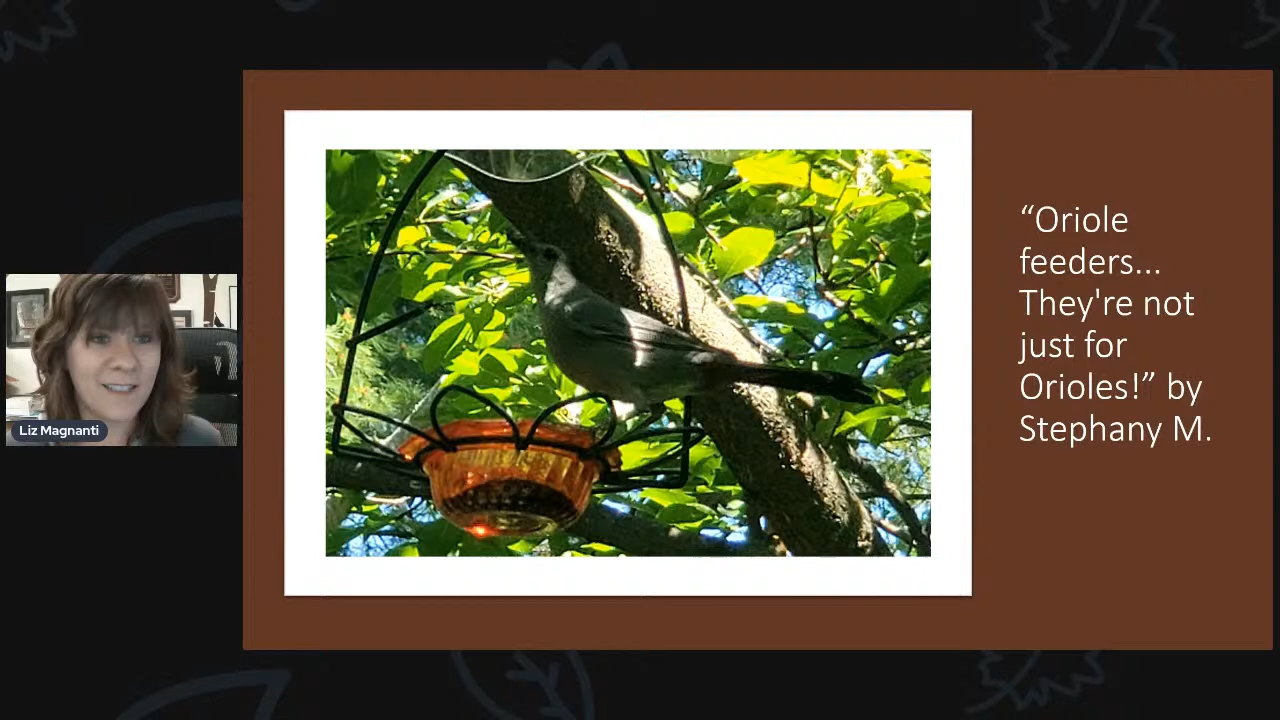 “Oriole
feeders...
They're not
just for
Orioles!” by
Stephany M.
Liz Magnanti